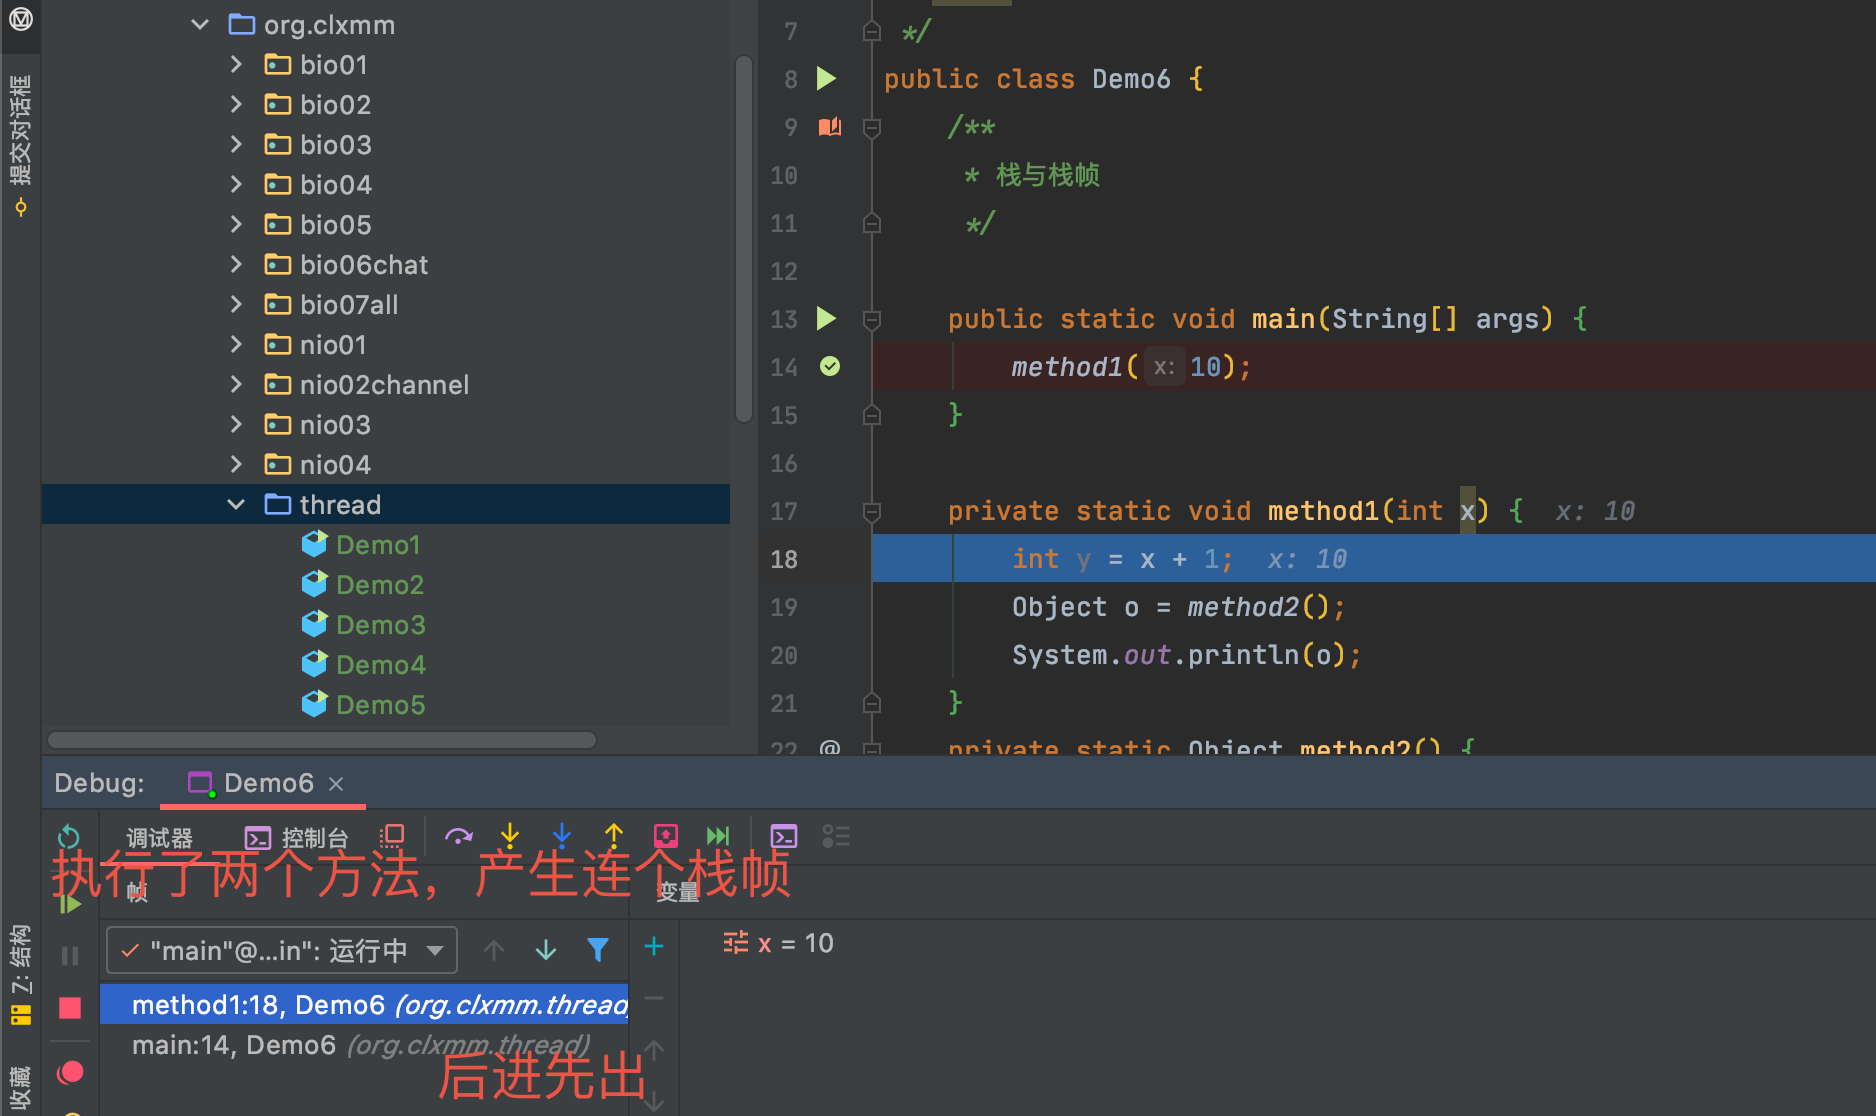 org.clxmm
bio01
bio02
bio03
bio04
bio05
bio06chat
bio07all
nio01
nio02channel
nio03
nio04
thread
Demo1
Demo2
Demo3
Demo4
Demo5
提交对话框
Z: 结构
收藏
7 */
8 public class Demo6 {
9 /**
10 * 栈与栈帧
11 */
12
13 public static void main(String[] args) {
14 method1( x: 10);
15 }
16
17 private static void method1(int x) { x: 10
18 int y = x + 1; x: 10
19 Object o = method2();
20 System.out.println(o);
21 }
22 @ private static Object method2() {
Debug: Demo6 ×
调试器 控制台
执行了两个方法，产生连个栈帧
帧 变量
"main"@...in": 运行中
x = 10
method1:18, Demo6 (org.clxmm.thread
main:14, Demo6 (org.clxmm.thread)
后进先出